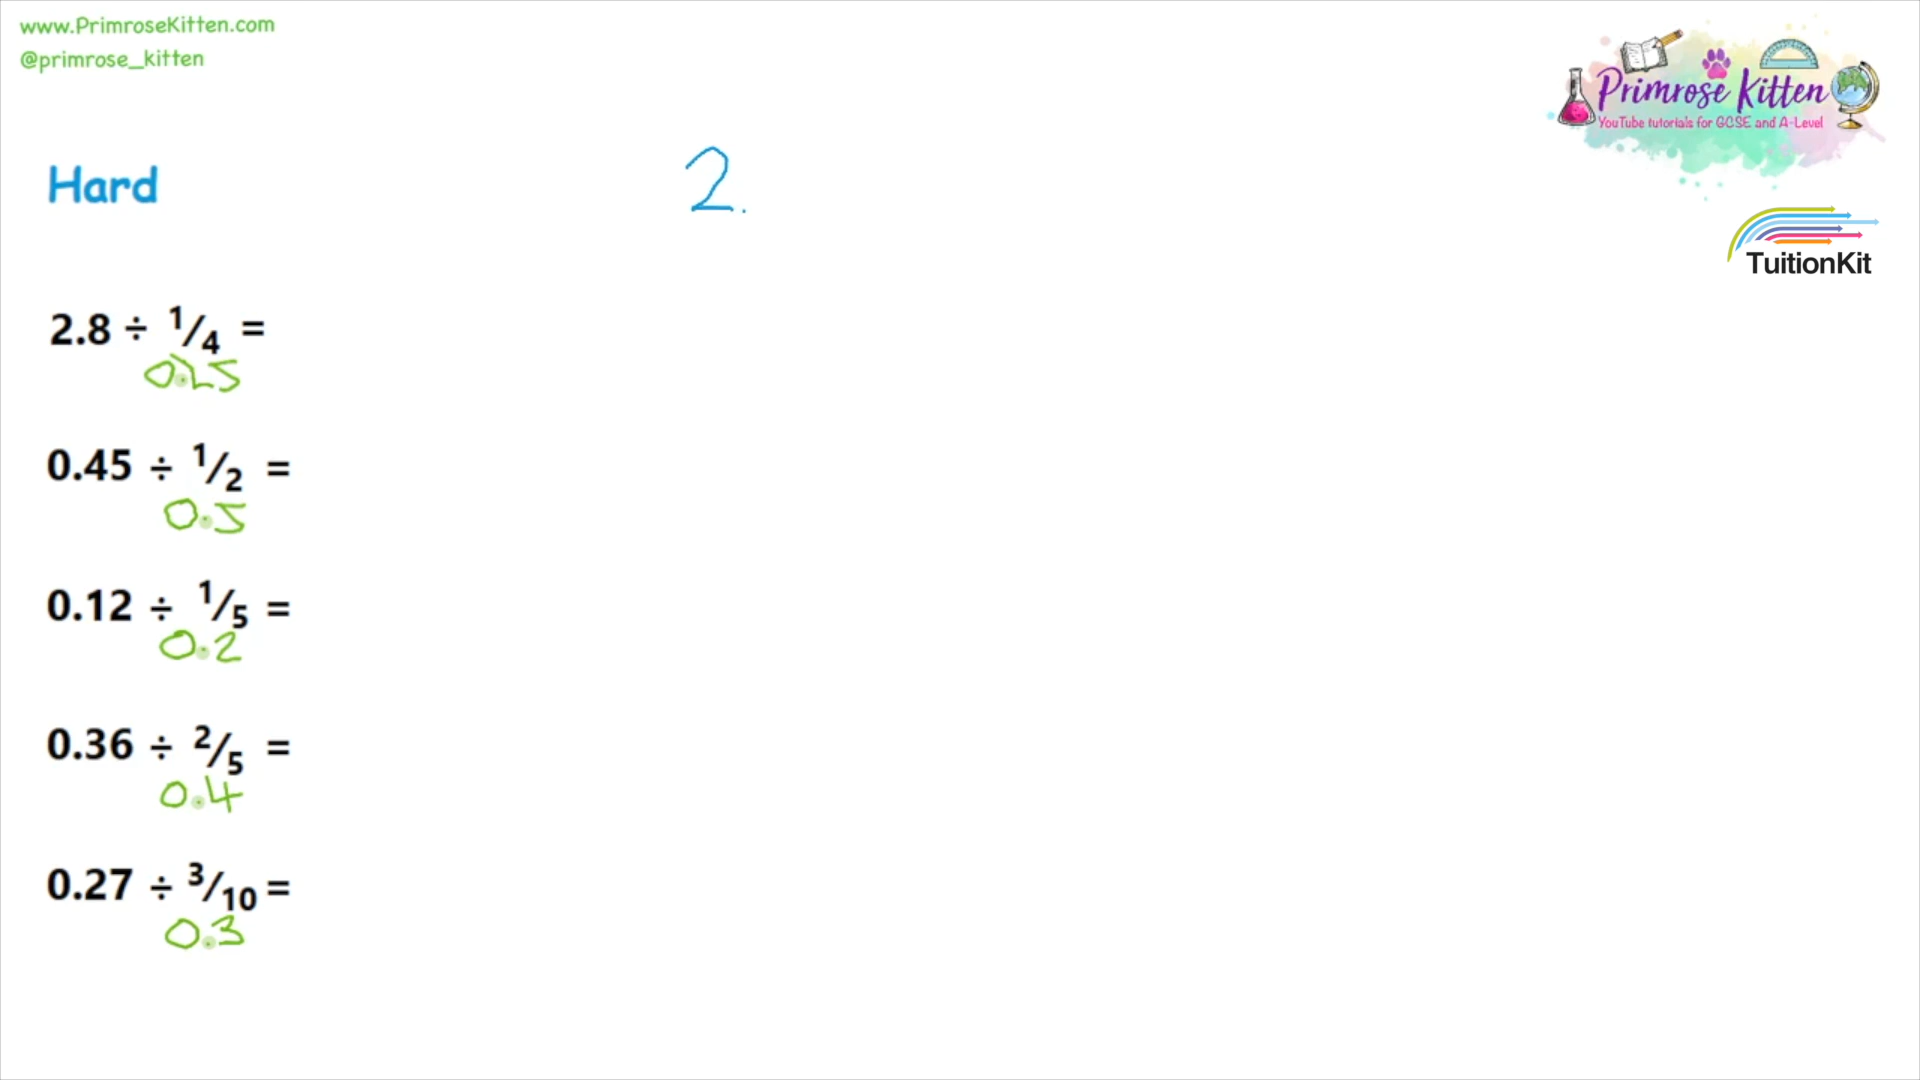 www.PrimroseKitten.com
@primrose_kitten
Primrose Kitten
YouTube tutorials for GCSE and A-Level
TuitionKit
Hard
2.
2.8 ÷ 1/4 =
0.25
0.45 ÷ 1/2 =
0.5
0.12 ÷ 1/5 =
0.2
0.36 ÷ 2/5 =
0.4
0.27 ÷ 3/10 =
0.3